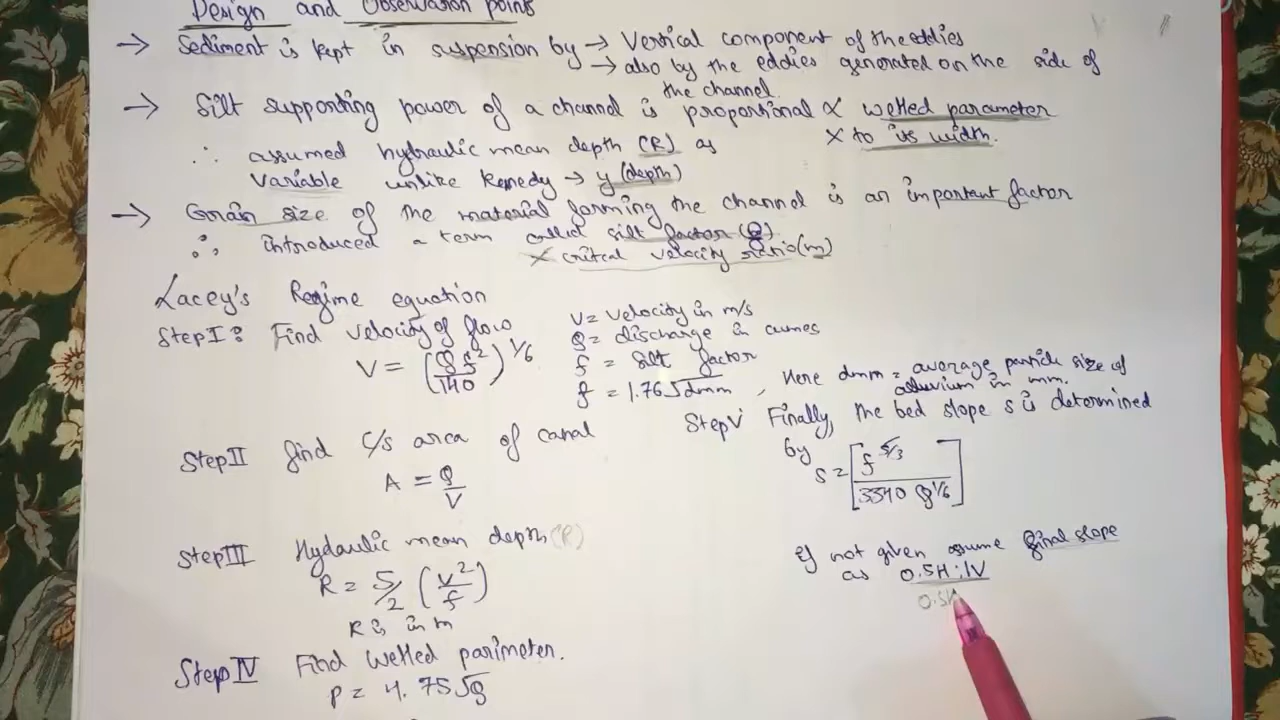 Design and Observation points
→ Sediment is kept in suspension by → Vertical component of the eddies
→ also by the eddies generated on the side of
the channel.
→ Silt supporting power of a channel is proportional ∝ wetted parameter
∴ assumed hydraulic mean depth (R) as X to its width.
variable unlike Kennedy → y (depth)
→ Grain size of the material forming the channel is an important factor
∴ introduced a term called silt factor (f)
X critical velocity ratio (m)
Lacey's Regime equation
Step I: Find velocity of flow
V = (Qf²/140)^1/6
V = velocity in m/s
Q = discharge in cumes
f = silt factor
f = 1.76√dmm, Here dmm = average particle size of
alluvium in mm.
Step II find c/s area of canal
A = Q/V
Step III Hydaulic mean depth (R)
R = 5/2 (V²/f)
R is in m
Step IV Find Wetted parimeter.
P = 4.75√Q
Step V Finally, the bed slope s is determined
by
s = [f^5/3 / 3340 Q^1/6]
If not given assume final slope
as 0.5H:1V
0.5H